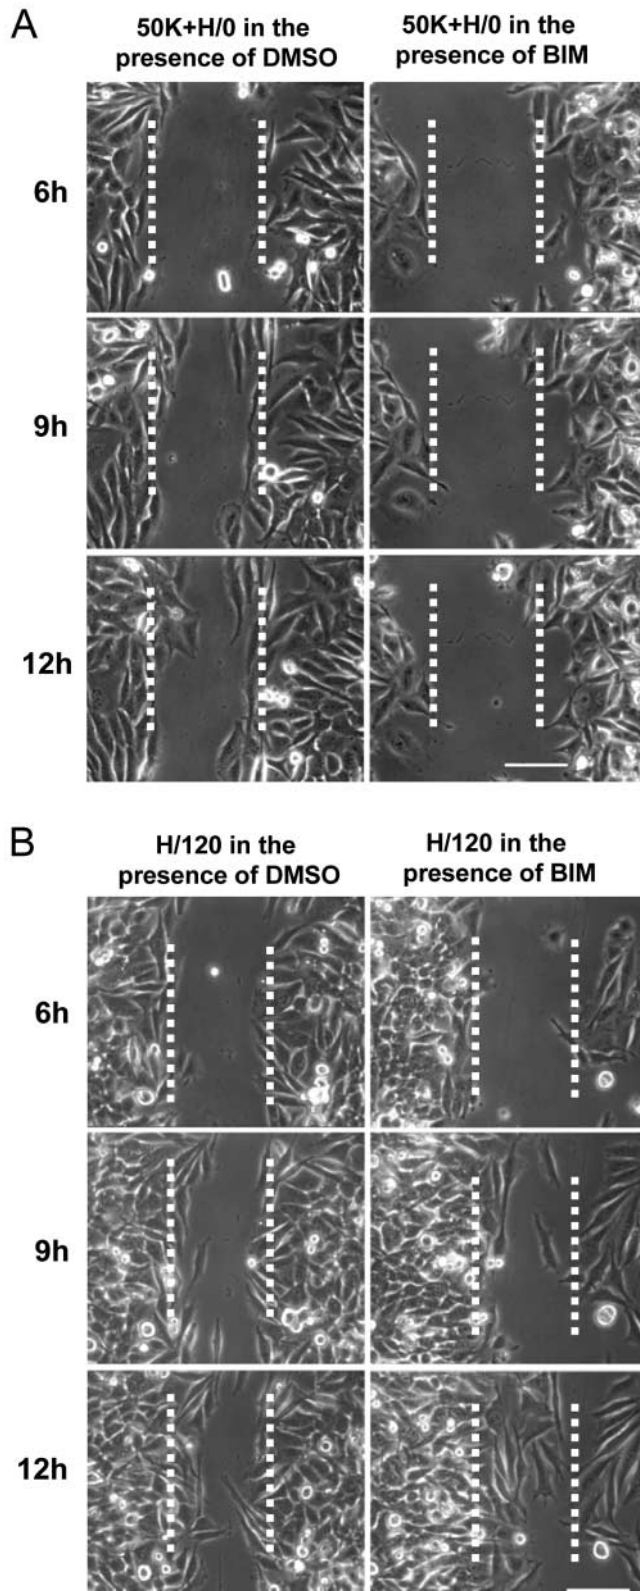 A
50K+H/0 in the
presence of DMSO
50K+H/0 in the
presence of BIM
6h
9h
12h
B
H/120 in the
presence of DMSO
H/120 in the
presence of BIM
6h
9h
12h